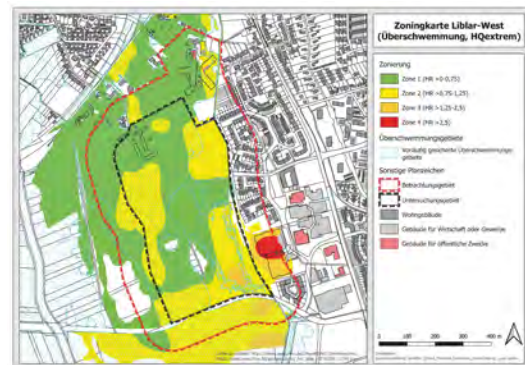 Zoningkarte Liblar-West
(Überschwemmung, HQextrem)
Zonierung
Zone 1 (HR >0-0,75)
Zone 2 (HR >0,75-1,25)
Zone 3 (HR >1,25-2,5)
Zone 4 (HR >2,5)
Überschwemmungsgebiete
Vorläufig gesicherte Überschwemmungs-
gebiete
Sonstige Planzeichen
Betrachtungsgebiet
Untersuchungsgebiet
Wohngebäude
Gebäude für Wirtschaft oder Gewerbe
Gebäude für öffentliche Zwecke
0 100 200 300 400 m